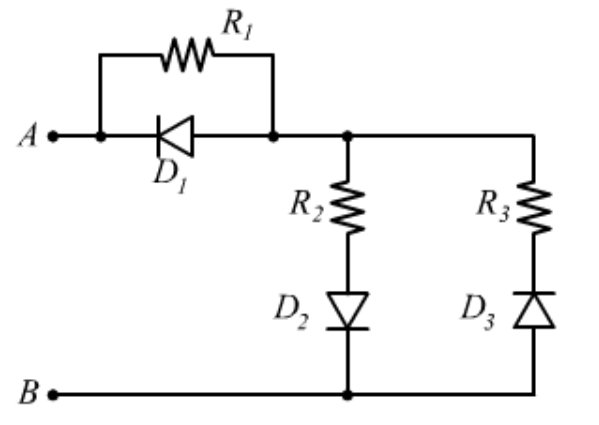 R₁
A
D₁
R₂ R₃
D₂ D₃
B